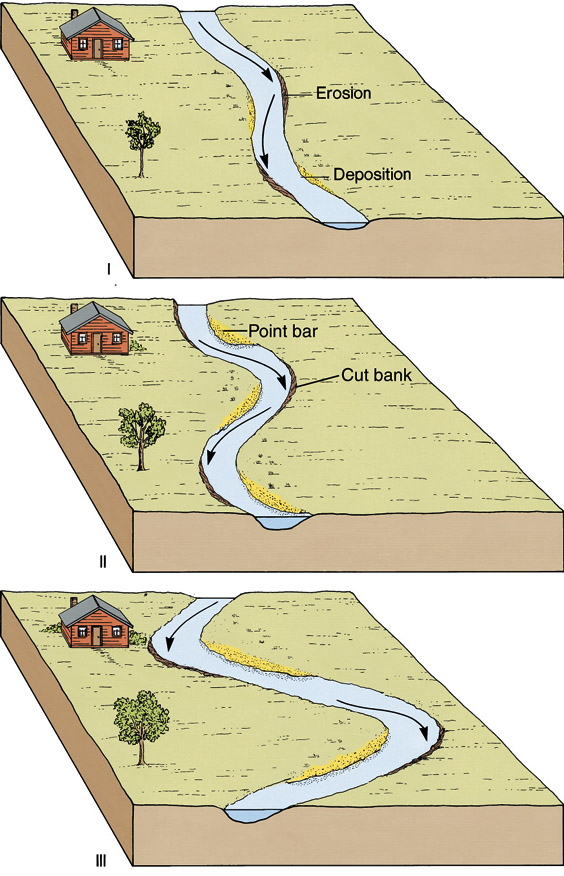 Erosion
Deposition
I
Point bar
Cut bank
II
III